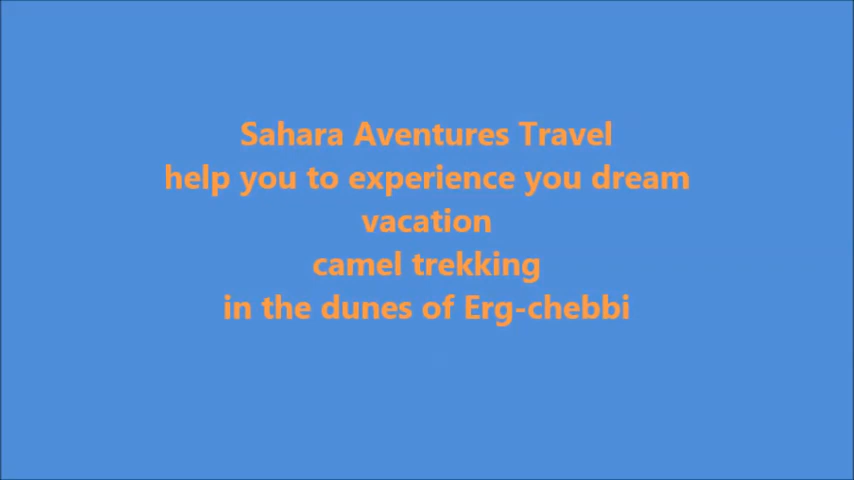 Sahara Aventures Travel
help you to experience you dream
vacation
camel trekking
in the dunes of Erg-chebbi